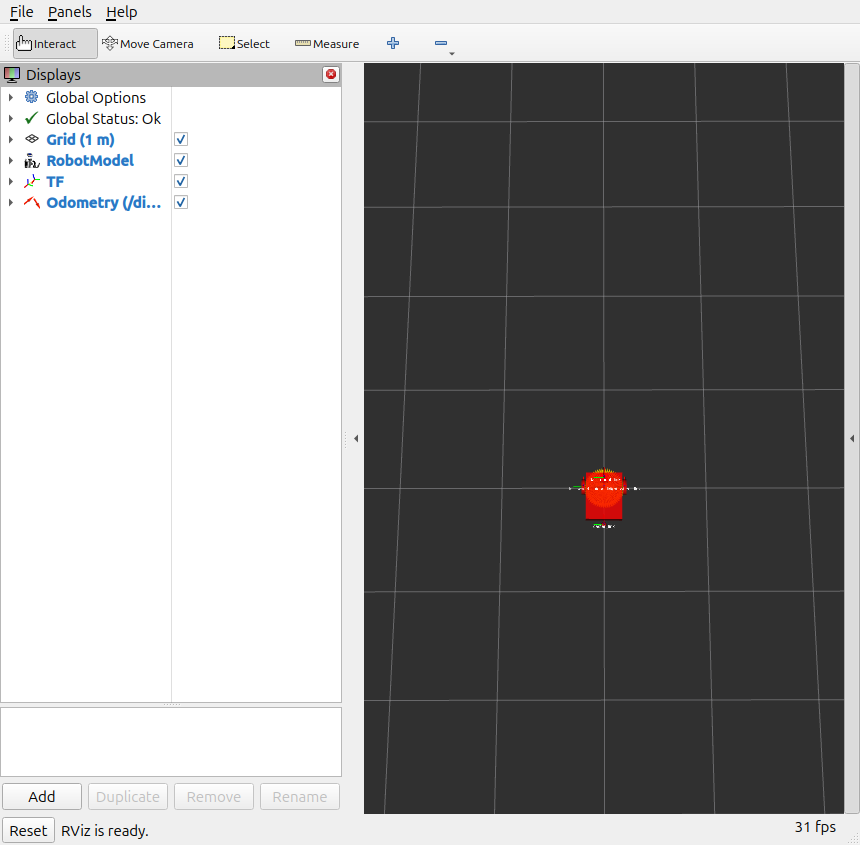 File Panels Help
Interact Move Camera Select Measure
Displays
Global Options
Global Status: Ok
Grid (1 m)
RobotModel
TF
Odometry (/di...
Add Duplicate Remove Rename
Reset RViz is ready. 31 fps